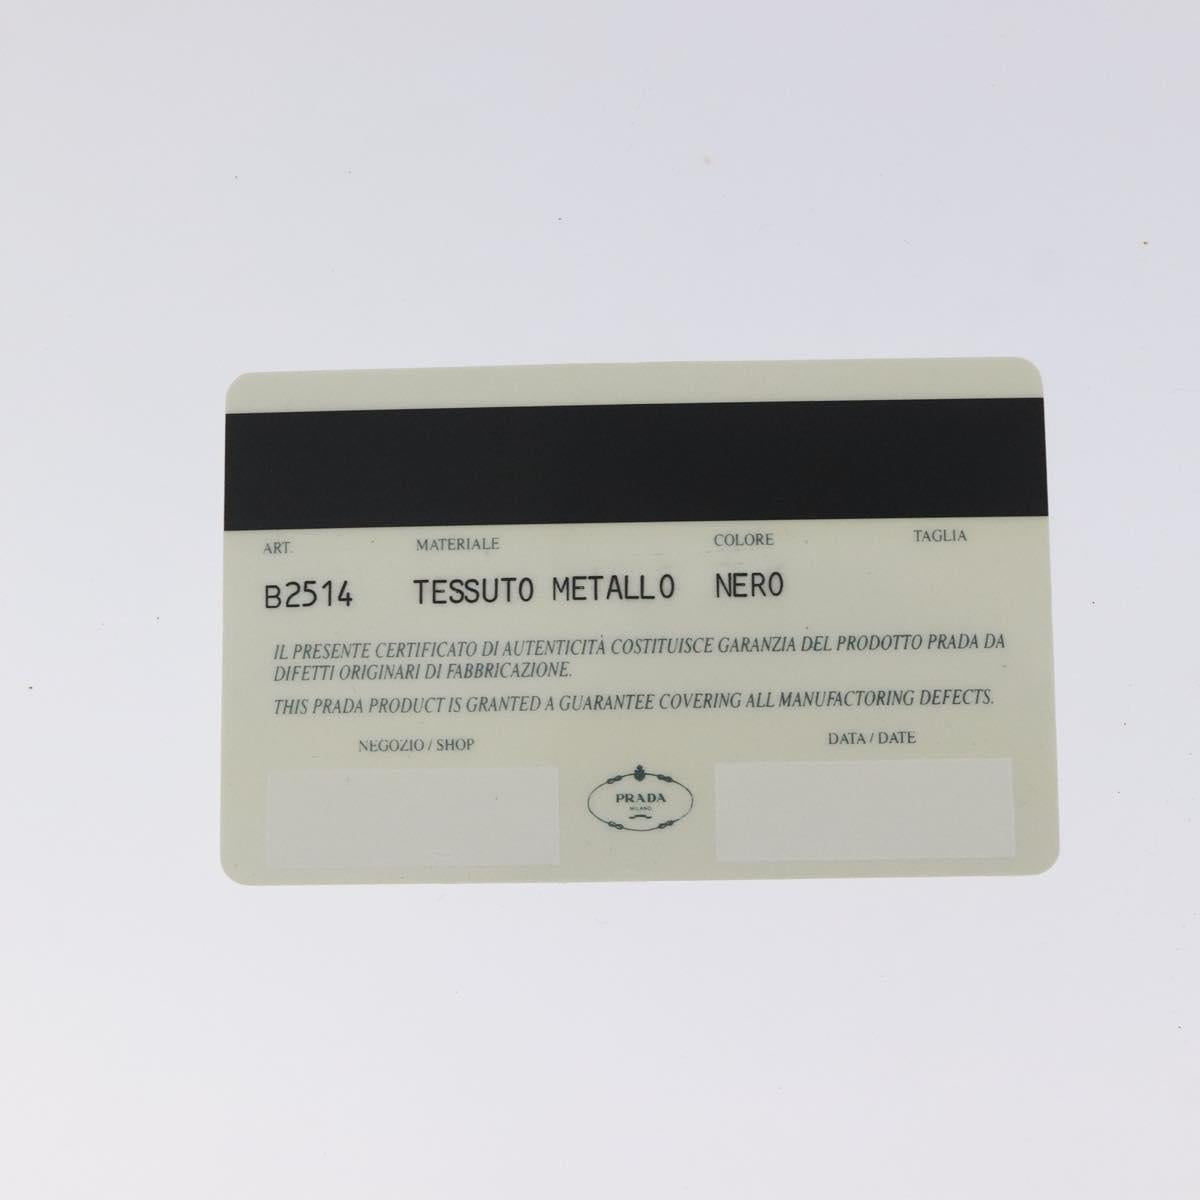 ART. MATERIALE COLORE TAGLIA
B2514 TESSUTO METALLO NERO
IL PRESENTE CERTIFICATO DI AUTENTICITÀ COSTITUISCE GARANZIA DEL PRODOTTO PRADA DA
DIFETTI ORIGINARI DI FABBRICAZIONE.
THIS PRADA PRODUCT IS GRANTED A GUARANTEE COVERING ALL MANUFACTORING DEFECTS.
NEGOZIO / SHOP DATA / DATE
PRADA
MILANO